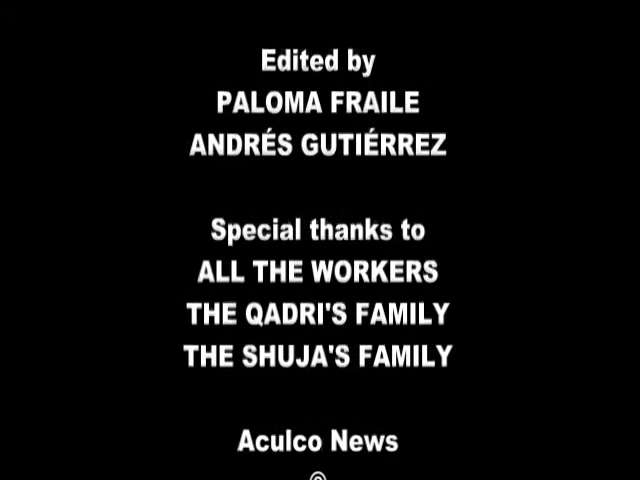 Edited by
PALOMA FRAILE
ANDRÉS GUTIÉRREZ
Special thanks to
ALL THE WORKERS
THE QADRI'S FAMILY
THE SHUJA'S FAMILY
Aculco News